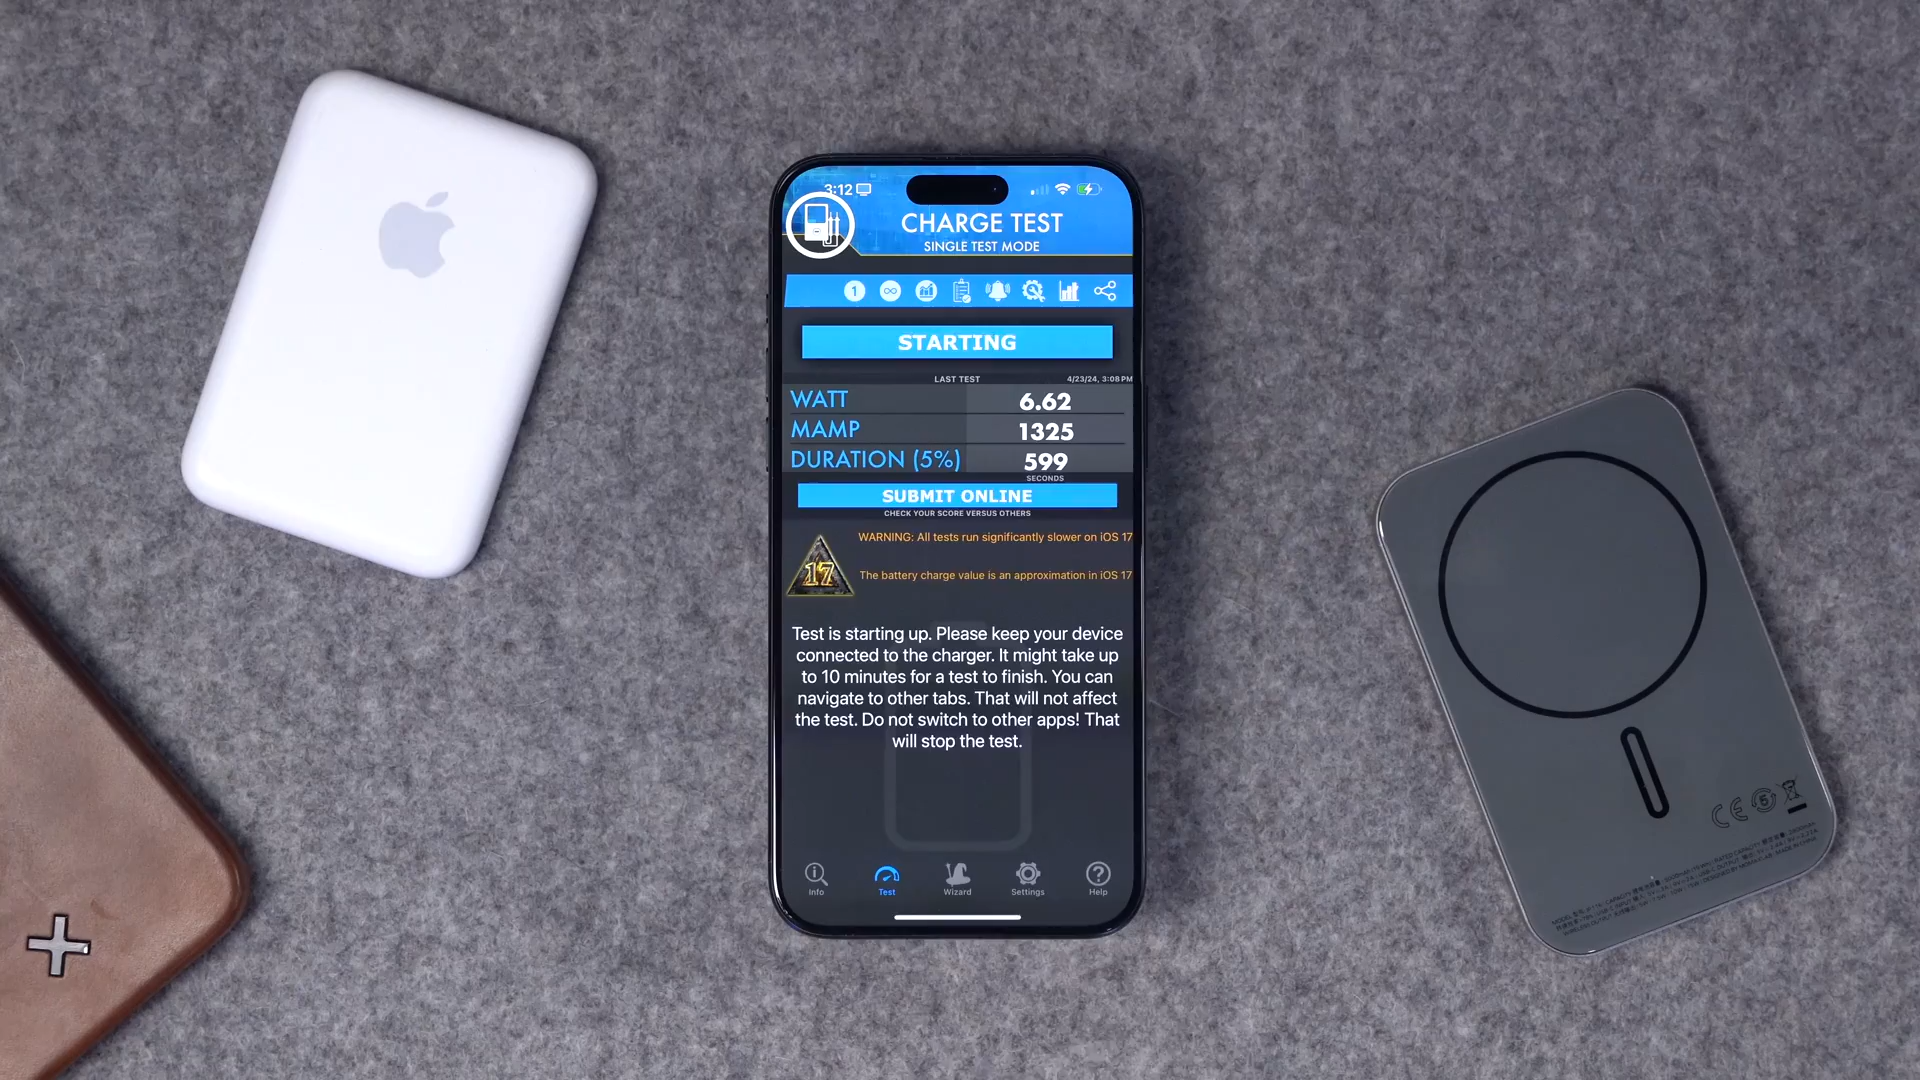 3:12
CHARGE TEST
SINGLE TEST MODE
1
STARTING
LAST TEST 4/23/24, 3:08 PM
WATT 6.62
MAMP 1325
DURATION (5%) 599
SECONDS
SUBMIT ONLINE
CHECK YOUR SCORE VERSUS OTHERS
WARNING: All tests run significantly slower on iOS 17
17
The battery charge value is an approximation in iOS 17
Test is starting up. Please keep your device
connected to the charger. It might take up
to 10 minutes for a test to finish. You can
navigate to other tabs. That will not affect
the test. Do not switch to other apps! That
will stop the test.
Info Test Wizard Settings Help
CE